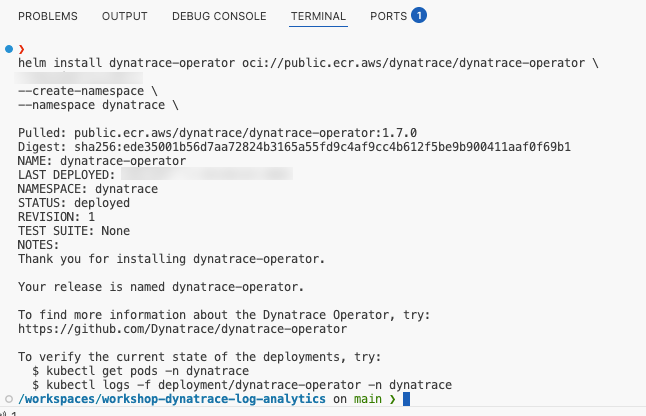 PROBLEMS OUTPUT DEBUG CONSOLE TERMINAL PORTS 1
❯
helm install dynatrace-operator oci://public.ecr.aws/dynatrace/dynatrace-operator \
--create-namespace \
--namespace dynatrace \
Pulled: public.ecr.aws/dynatrace/dynatrace-operator:1.7.0
Digest: sha256:ede35001b56d7aa72824b3165a55fd9c4af9cc4b612f5be9b900411aaf0f69b1
NAME: dynatrace-operator
LAST DEPLOYED:
NAMESPACE: dynatrace
STATUS: deployed
REVISION: 1
TEST SUITE: None
NOTES:
Thank you for installing dynatrace-operator.
Your release is named dynatrace-operator.
To find more information about the Dynatrace Operator, try:
https://github.com/Dynatrace/dynatrace-operator
To verify the current state of the deployments, try:
$ kubectl get pods -n dynatrace
$ kubectl logs -f deployment/dynatrace-operator -n dynatrace
/workspaces/workshop-dynatrace-log-analytics on main ❯